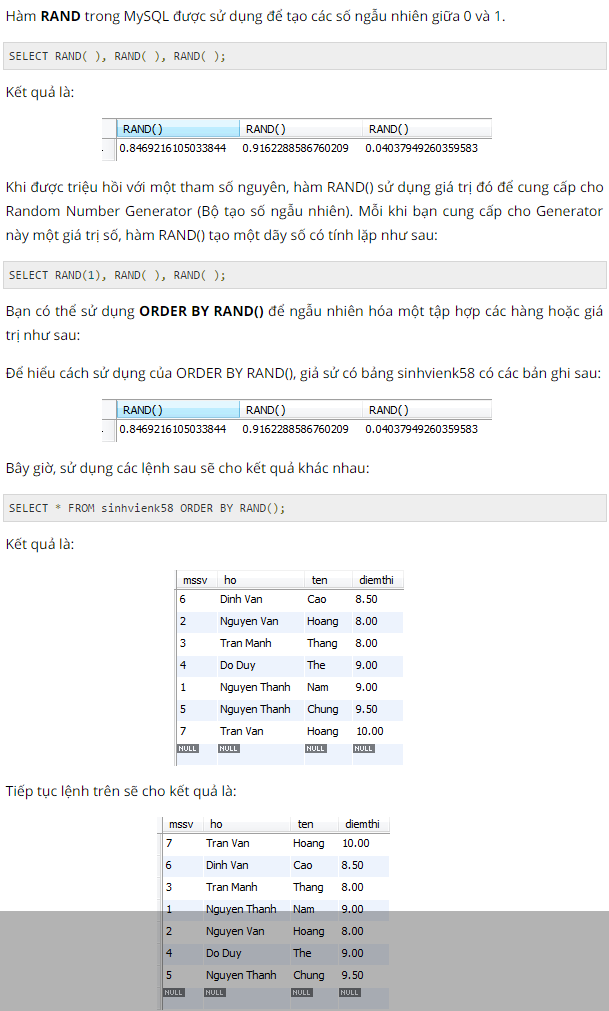 Hàm RAND trong MySQL được sử dụng để tạo các số ngẫu nhiên giữa 0 và 1.
SELECT RAND( ), RAND( ), RAND( );
Kết quả là:
RAND() RAND() RAND()
0.8469216105033844 0.9162288586760209 0.04037949260359583
Khi được triệu hồi với một tham số nguyên, hàm RAND() sử dụng giá trị đó để cung cấp cho
Random Number Generator (Bộ tạo số ngẫu nhiên). Mỗi khi bạn cung cấp cho Generator
này một giá trị số, hàm RAND() tạo một dãy số có tính lặp như sau:
SELECT RAND(1), RAND( ), RAND( );
Bạn có thể sử dụng ORDER BY RAND() để ngẫu nhiên hóa một tập hợp các hàng hoặc giá
trị như sau:
Để hiểu cách sử dụng của ORDER BY RAND(), giả sử có bảng sinhvienk58 có các bản ghi sau:
RAND() RAND() RAND()
0.8469216105033844 0.9162288586760209 0.04037949260359583
Bây giờ, sử dụng các lệnh sau sẽ cho kết quả khác nhau:
SELECT * FROM sinhvienk58 ORDER BY RAND();
Kết quả là:
mssv ho ten diemthi
6 Dinh Van Cao 8.50
2 Nguyen Van Hoang 8.00
3 Tran Manh Thang 8.00
4 Do Duy The 9.00
1 Nguyen Thanh Nam 9.00
5 Nguyen Thanh Chung 9.50
7 Tran Van Hoang 10.00
NULL NULL NULL NULL
Tiếp tục lệnh trên sẽ cho kết quả là:
mssv ho ten diemthi
7 Tran Van Hoang 10.00
6 Dinh Van Cao 8.50
3 Tran Manh Thang 8.00
1 Nguyen Thanh Nam 9.00
2 Nguyen Van Hoang 8.00
4 Do Duy The 9.00
5 Nguyen Thanh Chung 9.50
NULL NULL NULL NULL